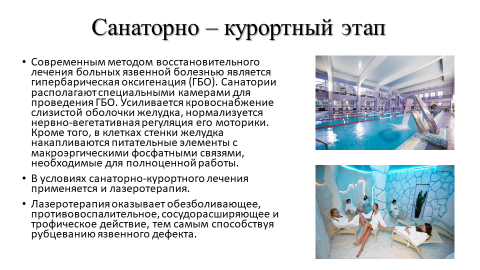 Санаторно – курортный этап
• Современным методом восстановительного
лечения больных язвенной болезнью является
гипербарическая оксигенация (ГБО). Санатории
располагают специальными камерами для
проведения ГБО. Усиливается кровоснабжение
слизистой оболочки желудка, нормализуется
нервно-вегетативная регуляция его моторики.
Кроме того, в клетках стенки желудка
накапливаются питательные элементы с
макроэргическими фосфатными связями,
необходимые для полноценной работы.
• В условиях санаторно-курортного лечения
применяется и лазеротерапия.
• Лазеротерапия оказывает обезболивающее,
противовоспалительное, сосудорасширяющее и
трофическое действие, тем самым способствуя
рубцеванию язвенного дефекта.